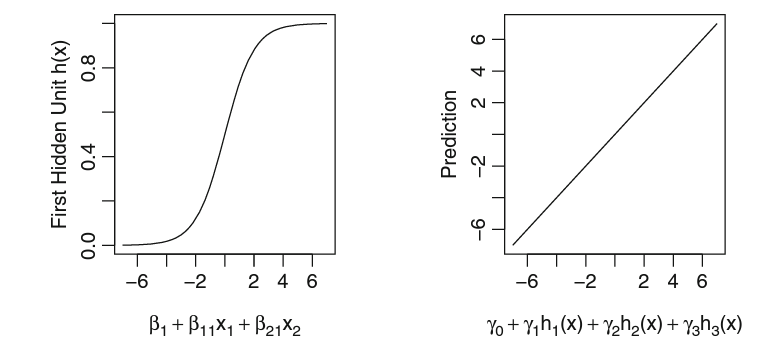 First Hidden Unit h(x)
0.8
0.4
0.0
−6 −2 2 4 6
β₁ + β₁₁x₁ + β₂₁x₂
Prediction
6
4
2
−2
−6
−6 −2 2 4 6
γ₀ + γ₁h₁(x) + γ₂h₂(x) + γ₃h₃(x)